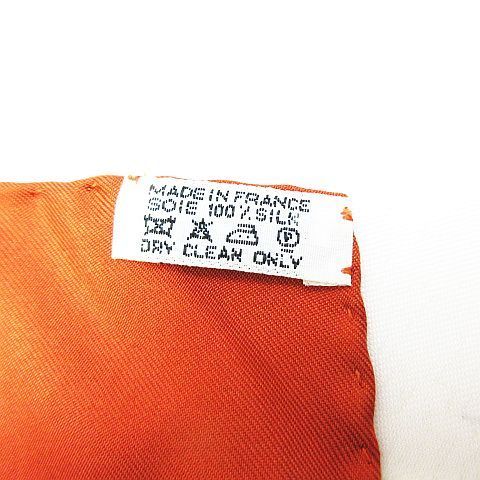 MADE IN FRANCE
SOIE 100% SILK
P
DRY CLEAN ONLY